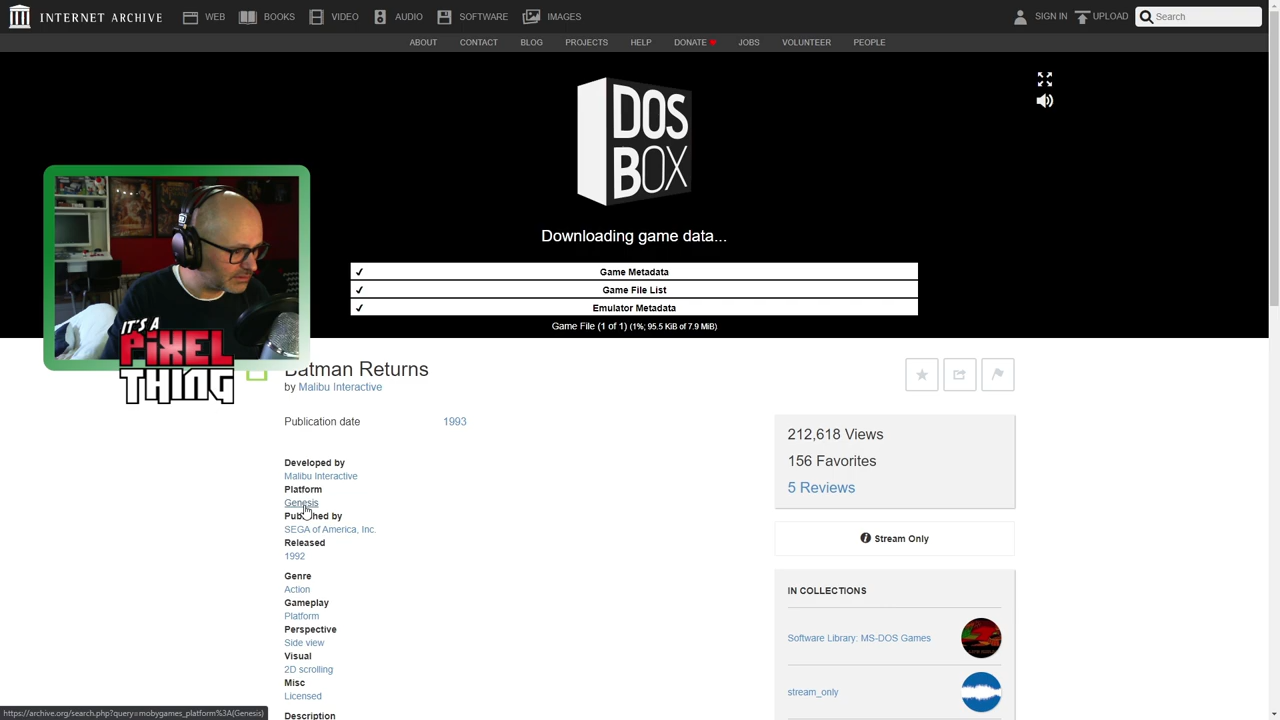 INTERNET ARCHIVE
WEB
BOOKS
VIDEO
AUDIO
SOFTWARE
IMAGES
SIGN IN
UPLOAD
Search
ABOUT
CONTACT
BLOG
PROJECTS
HELP
DONATE
JOBS
VOLUNTEER
PEOPLE
DOS
BOX
Downloading game data...
✓ Game Metadata
✓ Game File List
✓ Emulator Metadata
Game File (1 of 1) (1%; 95.5 KiB of 7.9 MiB)
IT'S A
PIXEL
THING
Batman Returns
by Malibu Interactive
Publication date 1993
Developed by
Malibu Interactive
Platform
Genesis
Published by
SEGA of America, Inc.
Released
1992
Genre
Action
Gameplay
Platform
Perspective
Side view
Visual
2D scrolling
Misc
Licensed
Description
212,618 Views
156 Favorites
5 Reviews
Stream Only
IN COLLECTIONS
Software Library: MS-DOS Games
stream_only
https://archive.org/search.php?query=mobygames_platform%3A(Genesis)